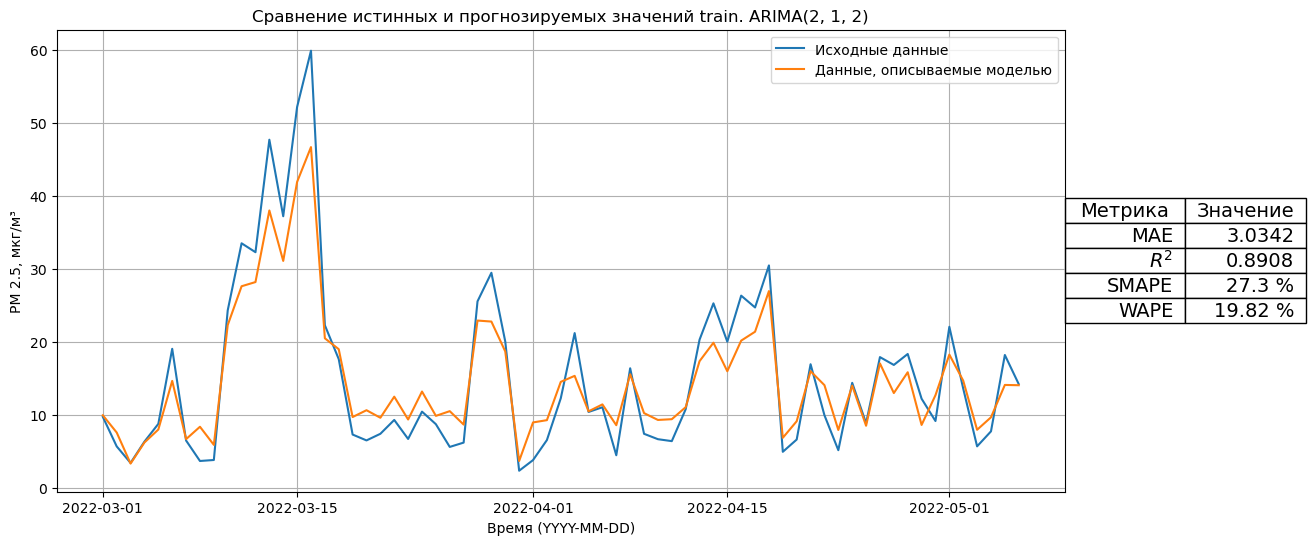 Сравнение истинных и прогнозируемых значений train. ARIMA(2, 1, 2)
Исходные данные
Данные, описываемые моделью
60
50
40
30
20
10
0
PM 2.5, мкг/м³
2022-03-01 2022-03-15 2022-04-01 2022-04-15 2022-05-01
Время (YYYY-MM-DD)
Метрика Значение
MAE 3.0342
R² 0.8908
SMAPE 27.3 %
WAPE 19.82 %